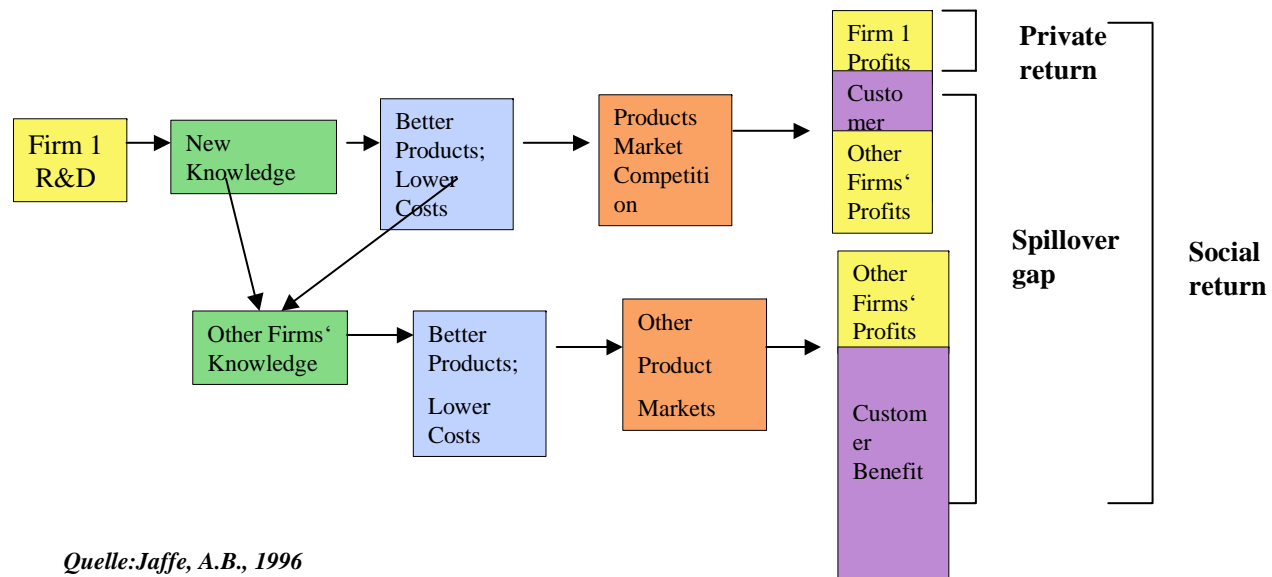 Firm 1
R&D
New
Knowledge
Better
Products;
Lower
Costs
Products
Market
Competiti
on
Firm 1
Profits
Custo
mer
Other
Firms‘
Profits
Private
return
Spillover
gap
Social
return
Other Firms‘
Knowledge
Better
Products;
Lower
Costs
Other
Product
Markets
Other
Firms‘
Profits
Custom
er
Benefit
Quelle:Jaffe, A.B., 1996